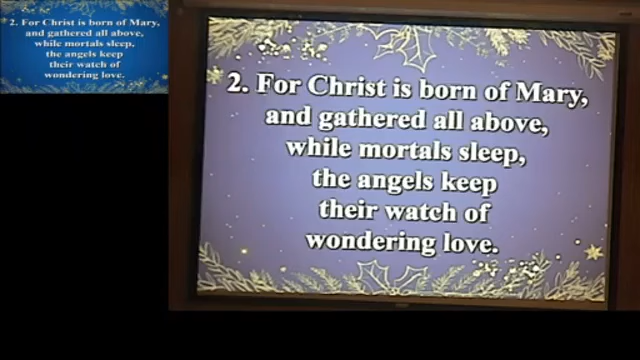 2. For Christ is born of Mary,
and gathered all above,
while mortals sleep,
the angels keep
their watch of
wondering love.
2. For Christ is born of Mary,
and gathered all above,
while mortals sleep,
the angels keep
their watch of
wondering love.